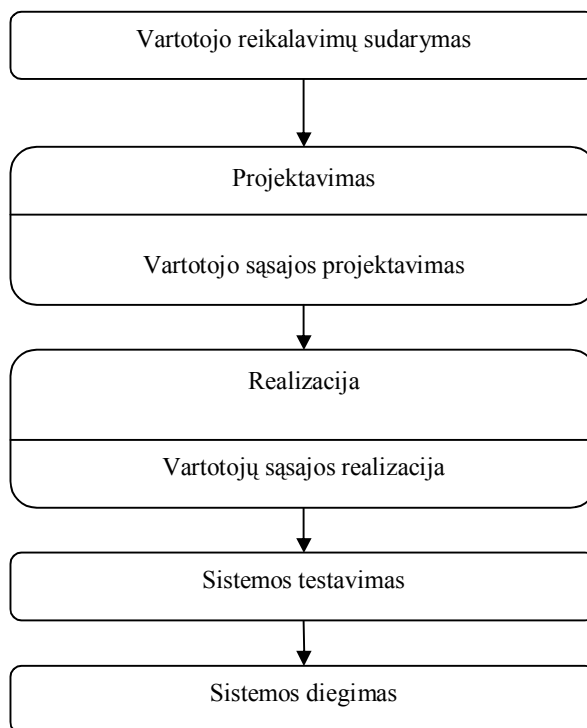 Vartotojo reikalavimų sudarymas
Projektavimas
Vartotojo sąsajos projektavimas
Realizacija
Vartotojų sąsajos realizacija
Sistemos testavimas
Sistemos diegimas